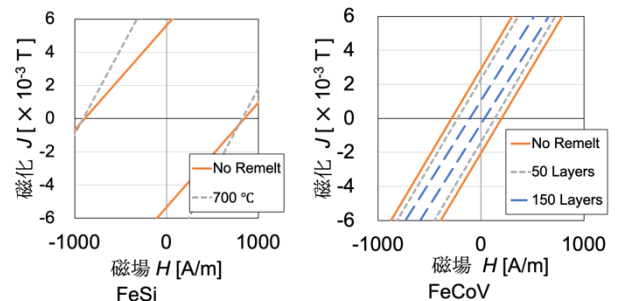 6
4
2
0
-2
-4
-6
磁化 J [ × 10-3 T ]
No Remelt
700 ℃
-1000 0 1000
磁場 H [A/m]
FeSi
6
4
2
0
-2
-4
-6
磁化 J [ × 10-3 T ]
No Remelt
50 Layers
150 Layers
-1000 0 1000
磁場 H [A/m]
FeCoV